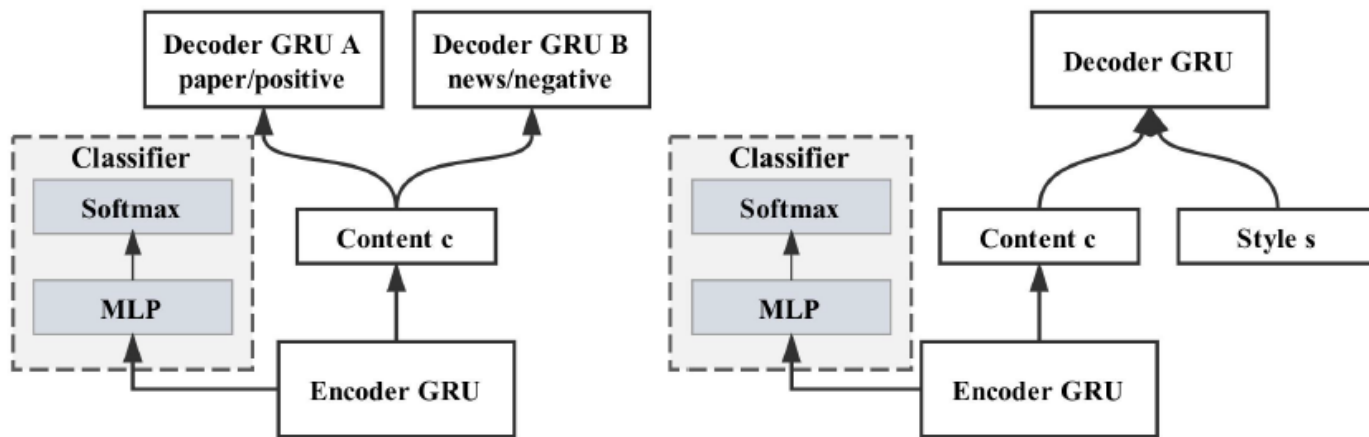 Decoder GRU A
paper/positive
Decoder GRU B
news/negative
Classifier
Softmax
MLP
Content c
Encoder GRU
Decoder GRU
Classifier
Softmax
MLP
Content c
Style s
Encoder GRU